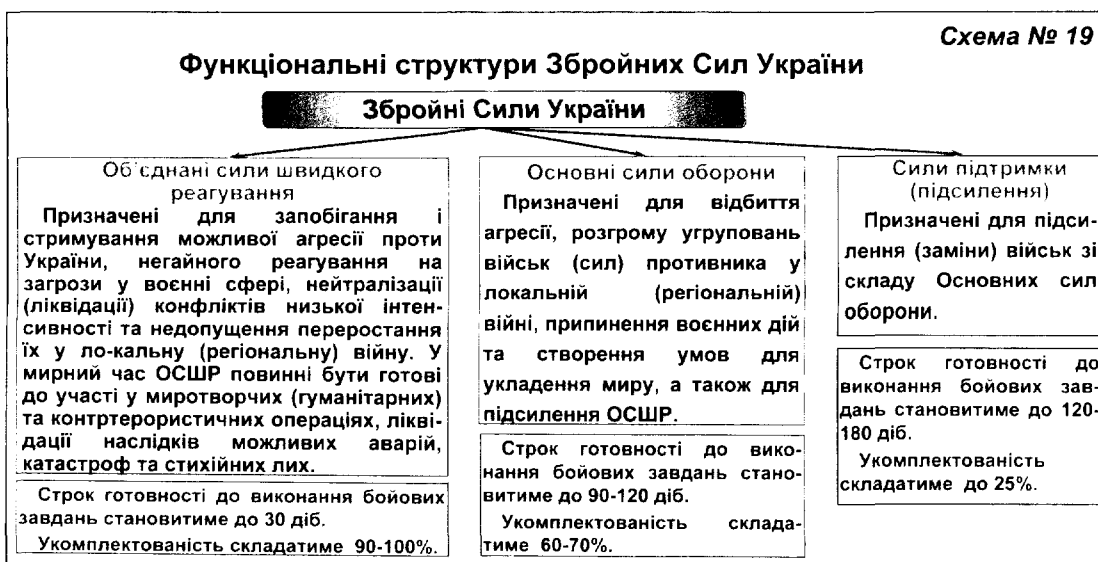 Схема № 19
Функціональні структури Збройних Сил України
Збройні Сили України
Об'єднані сили швидкого
реагування
Призначені для запобігання і
стримування можливої агресії проти
України, негайного реагування на
загрози у воєнній сфері, нейтралізації
(ліквідації) конфліктів низької інтен-
сивності та недопущення переростання
їх у ло-кальну (регіональну) війну. У
мирний час ОСШР повинні бути готові
до участі у миротворчих (гуманітарних)
та контртерористичних операціях, лікві-
дації наслідків можливих аварій,
катастроф та стихійних лих.
Строк готовності до виконання бойових
завдань становитиме до 30 діб.
Укомплектованість складатиме 90-100%.
Основні сили оборони
Призначені для відбиття
агресії, розгрому угруповань
військ (сил) противника у
локальній (регіональній)
війні, припинення воєнних дій
та створення умов для
укладення миру, а також для
підсилення ОСШР.
Строк готовності до вико-
нання бойових завдань стано-
витиме до 90-120 діб.
Укомплектованість склада-
тиме 60-70%.
Сили підтримки
(підсилення)
Призначені для підси-
лення (заміни) військ зі
складу Основних сил
оборони.
Строк готовності до
виконання бойових зав-
дань становитиме до 120-
180 діб.
Укомплектованість
складатиме до 25%.